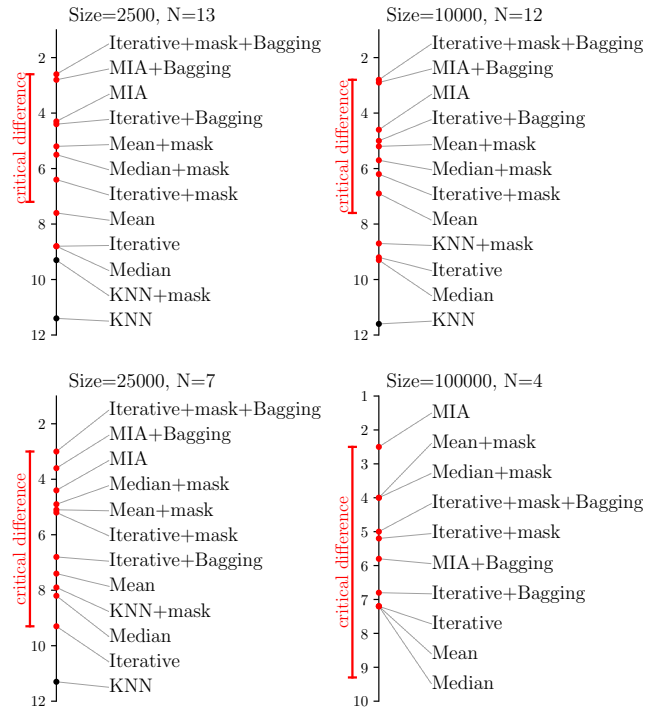 Size=2500, N=13
critical difference
2
4
6
8
10
12
Iterative+mask+Bagging
MIA+Bagging
MIA
Iterative+Bagging
Mean+mask
Median+mask
Iterative+mask
Mean
Iterative
Median
KNN+mask
KNN
Size=10000, N=12
critical difference
2
4
6
8
10
12
Iterative+mask+Bagging
MIA+Bagging
MIA
Iterative+Bagging
Mean+mask
Median+mask
Iterative+mask
Mean
KNN+mask
Iterative
Median
KNN
Size=25000, N=7
critical difference
2
4
6
8
10
12
Iterative+mask+Bagging
MIA+Bagging
MIA
Median+mask
Mean+mask
Iterative+mask
Iterative+Bagging
Mean
KNN+mask
Median
Iterative
KNN
Size=100000, N=4
critical difference
1
2
3
4
5
6
7
8
9
10
MIA
Mean+mask
Median+mask
Iterative+mask+Bagging
Iterative+mask
MIA+Bagging
Iterative+Bagging
Iterative
Mean
Median